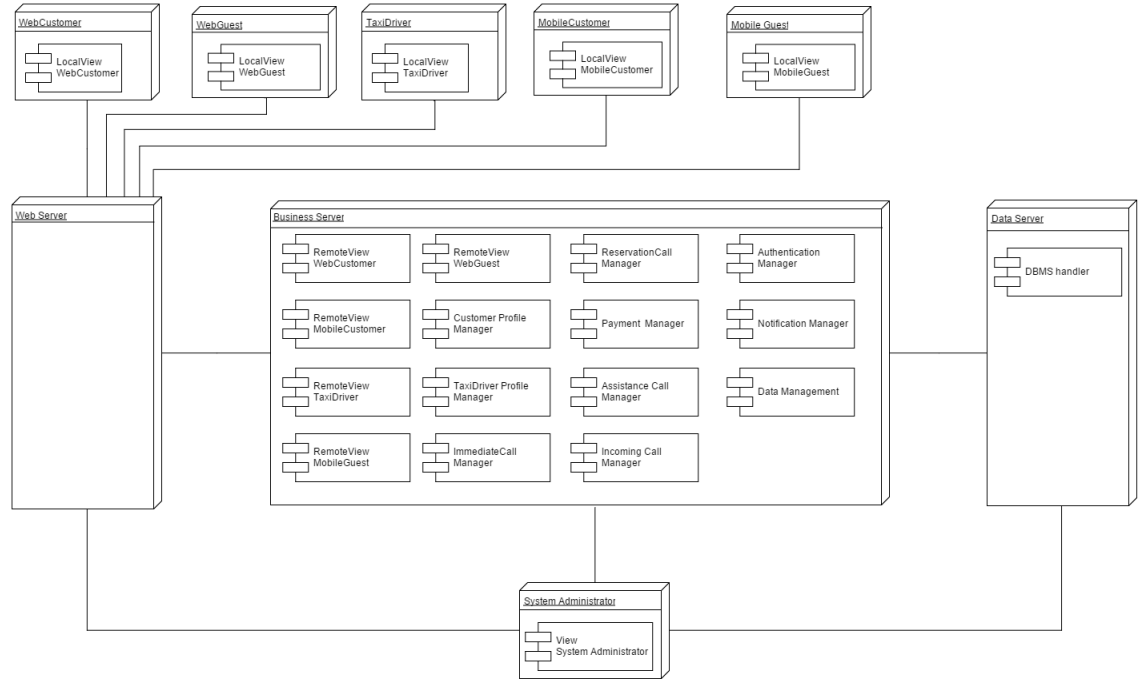 WebCustomer
LocalView
WebCustomer
WebGuest
LocalView
WebGuest
TaxiDriver
LocalView
TaxiDriver
MobileCustomer
LocalView
MobileCustomer
Mobile Guest
LocalView
MobileGuest
Web Server
Business Server
RemoteView
WebCustomer
RemoteView
WebGuest
ReservationCall
Manager
Authentication
Manager
RemoteView
MobileCustomer
Customer Profile
Manager
Payment Manager
Notification Manager
RemoteView
TaxiDriver
TaxiDriver Profile
Manager
Assistance Call
Manager
Data Management
RemoteView
MobileGuest
ImmediateCall
Manager
Incoming Call
Manager
Data Server
DBMS handler
System Administrator
View
System Administrator